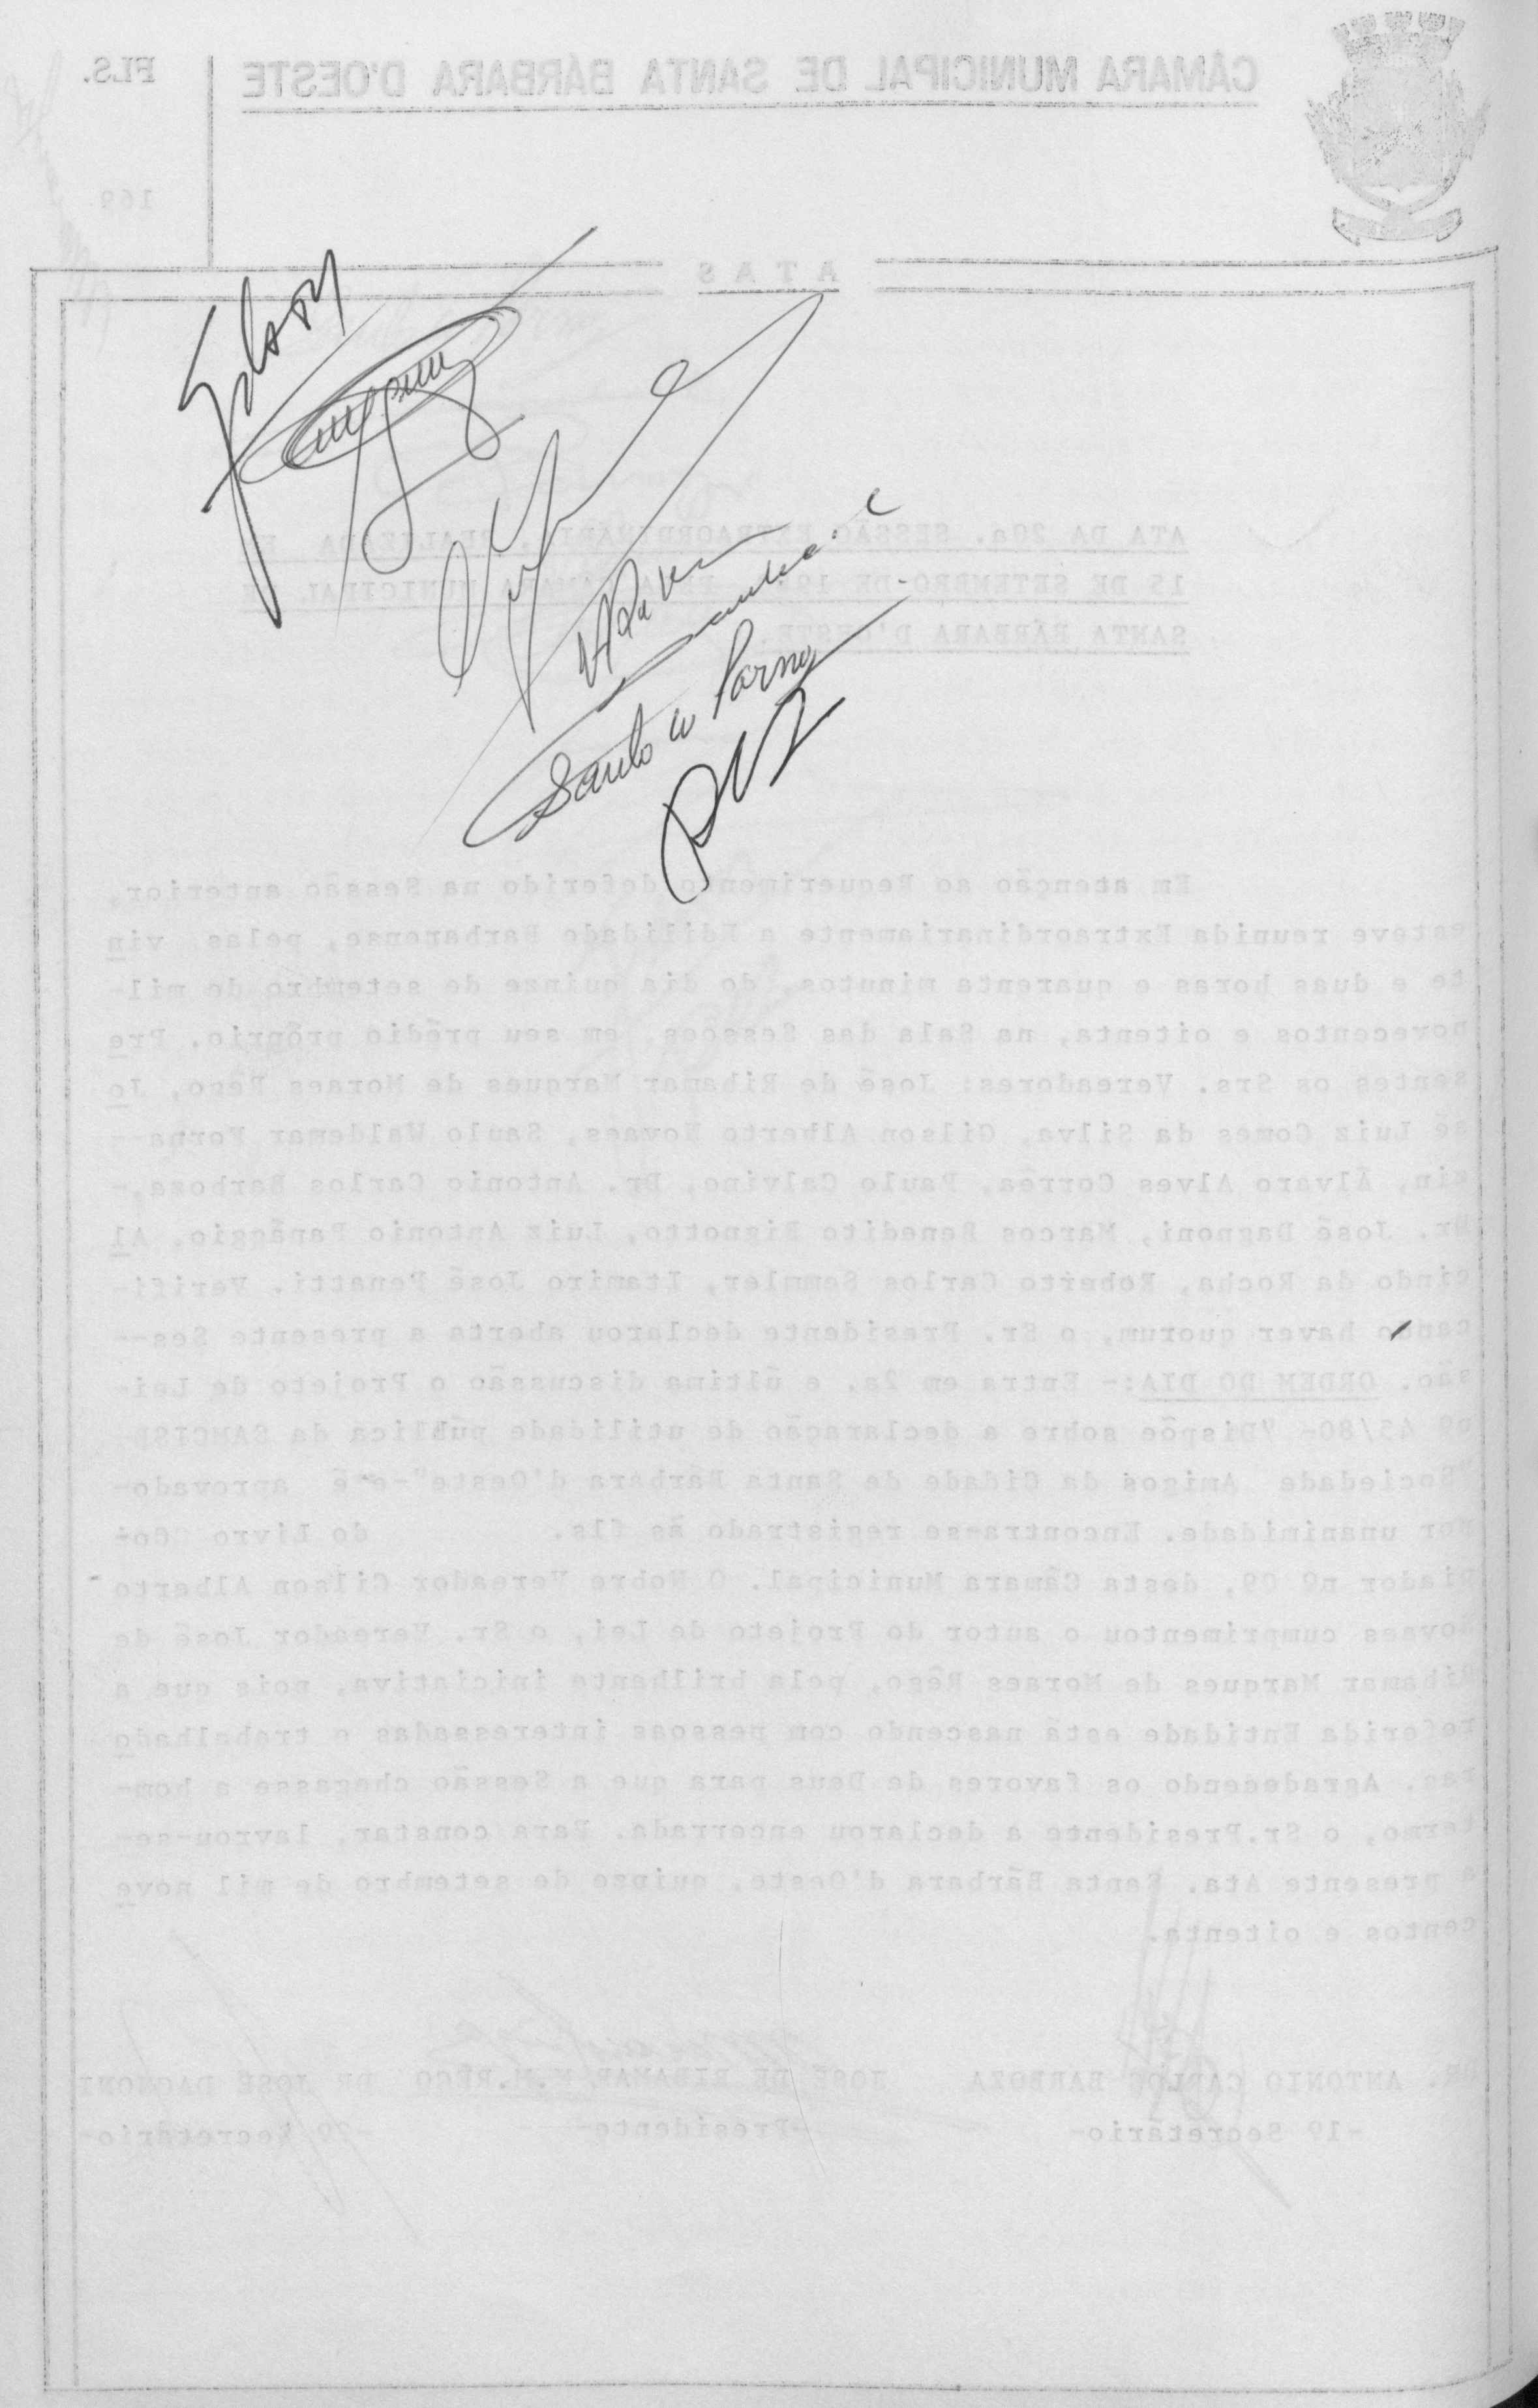 CÂMARA MUNICIPAL DE SANTA BÁRBARA D'OESTE
FLS.
169
ATAS
ATA DA 20a. SESSÃO EXTRAORDINÁRIA, REALIZADA
15 DE SETEMBRO DE MUNICIPAL
SANTA BÁRBARA D'OESTE.
Em atenção ao Requerimento deferido na Sessão anterior,
esteve reunida Extraordinariamente a Edilidade Barbarense, pelas vin
te e duas horas e quarenta minutos, do dia quinze de setembro de mil-
novecentos e oitenta, na Sala das Sessões, em seu prédio próprio. Pre
sentes os Srs. Vereadores: José de Ribamar Marques de Moraes Rêgo, Jo
sé Luiz Gomes da Silva, Gilson Alberto Novaes, Saulo Waldemar Forna--
sin, Álvaro Alves Corrêa, Paulo Calvino, Dr. Antonio Carlos Barboza,-
Dr. José Dagnoni, Marcos Benedito Bignotto, Luiz Antonio Panággio, Al
cindo da Rocha, Roberto Carlos Semmler, Itamiro José Penatti. Verifi-
cando haver quorum, o Sr. Presidente declarou aberta a presente Ses--
são. ORDEM DO DIA:- Entra em 2a. e última discussão o Projeto de Lei-
nº 45/80- "Dispõe sobre a declaração de utilidade pública da
"Sociedade Amigos da Cidade de Santa Bárbara d'Oeste"-e é aprovado-
por unanimidade. Encontra-se registrado às fls. do Livro Co-
piador nº 09, desta Câmara Municipal. O Nobre Vereador Gilson Alberto
Novaes cumprimentou o autor do Projeto de Lei, o Sr. Vereador José de
Ribamar Marques de Moraes Rêgo, pela brilhante iniciativa, pois que a
referida Entidade está nascendo com pessoas interessadas e trabalhado
ras. Agradecendo os favores de Deus para que a Sessão chegasse a bom-
termo, o Sr.Presidente a declarou encerrada. Para constar, lavrou-se-
a presente Ata. Santa Bárbara d'Oeste, quinze de setembro de mil nove
centos e oitenta.
DR. ANTONIO CARLOS BARBOZA JOSÉ DE RIBAMAR M.M.RÊGO DR JOSÉ DAGNONI
-1º Secretário- -Presidente- -2º Secretário-